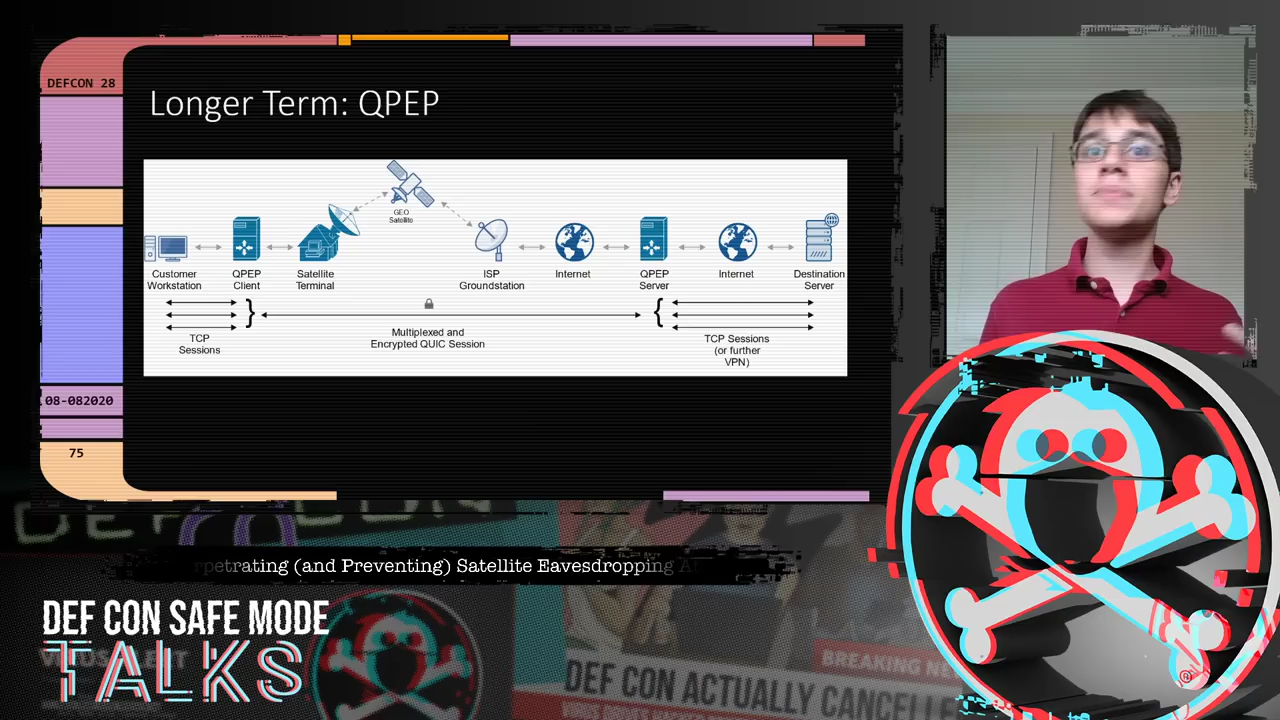 DEFCON 28
Longer Term: QPEP
GEO
Satellite
Customer
Workstation
QPEP
Client
Satellite
Terminal
ISP
Groundstation
Internet
QPEP
Server
Internet
Destination
Server
TCP
Sessions
Multiplexed and
Encrypted QUIC Session
TCP Sessions
(or further
VPN)
08-082020
75
DEF CON
rpetrating (and Preventing) Satellite Eavesdropping A
DEF CON SAFE MODE
TALKS
BREAKING NE
DEF CON ACTUALLY CANCELLE
®